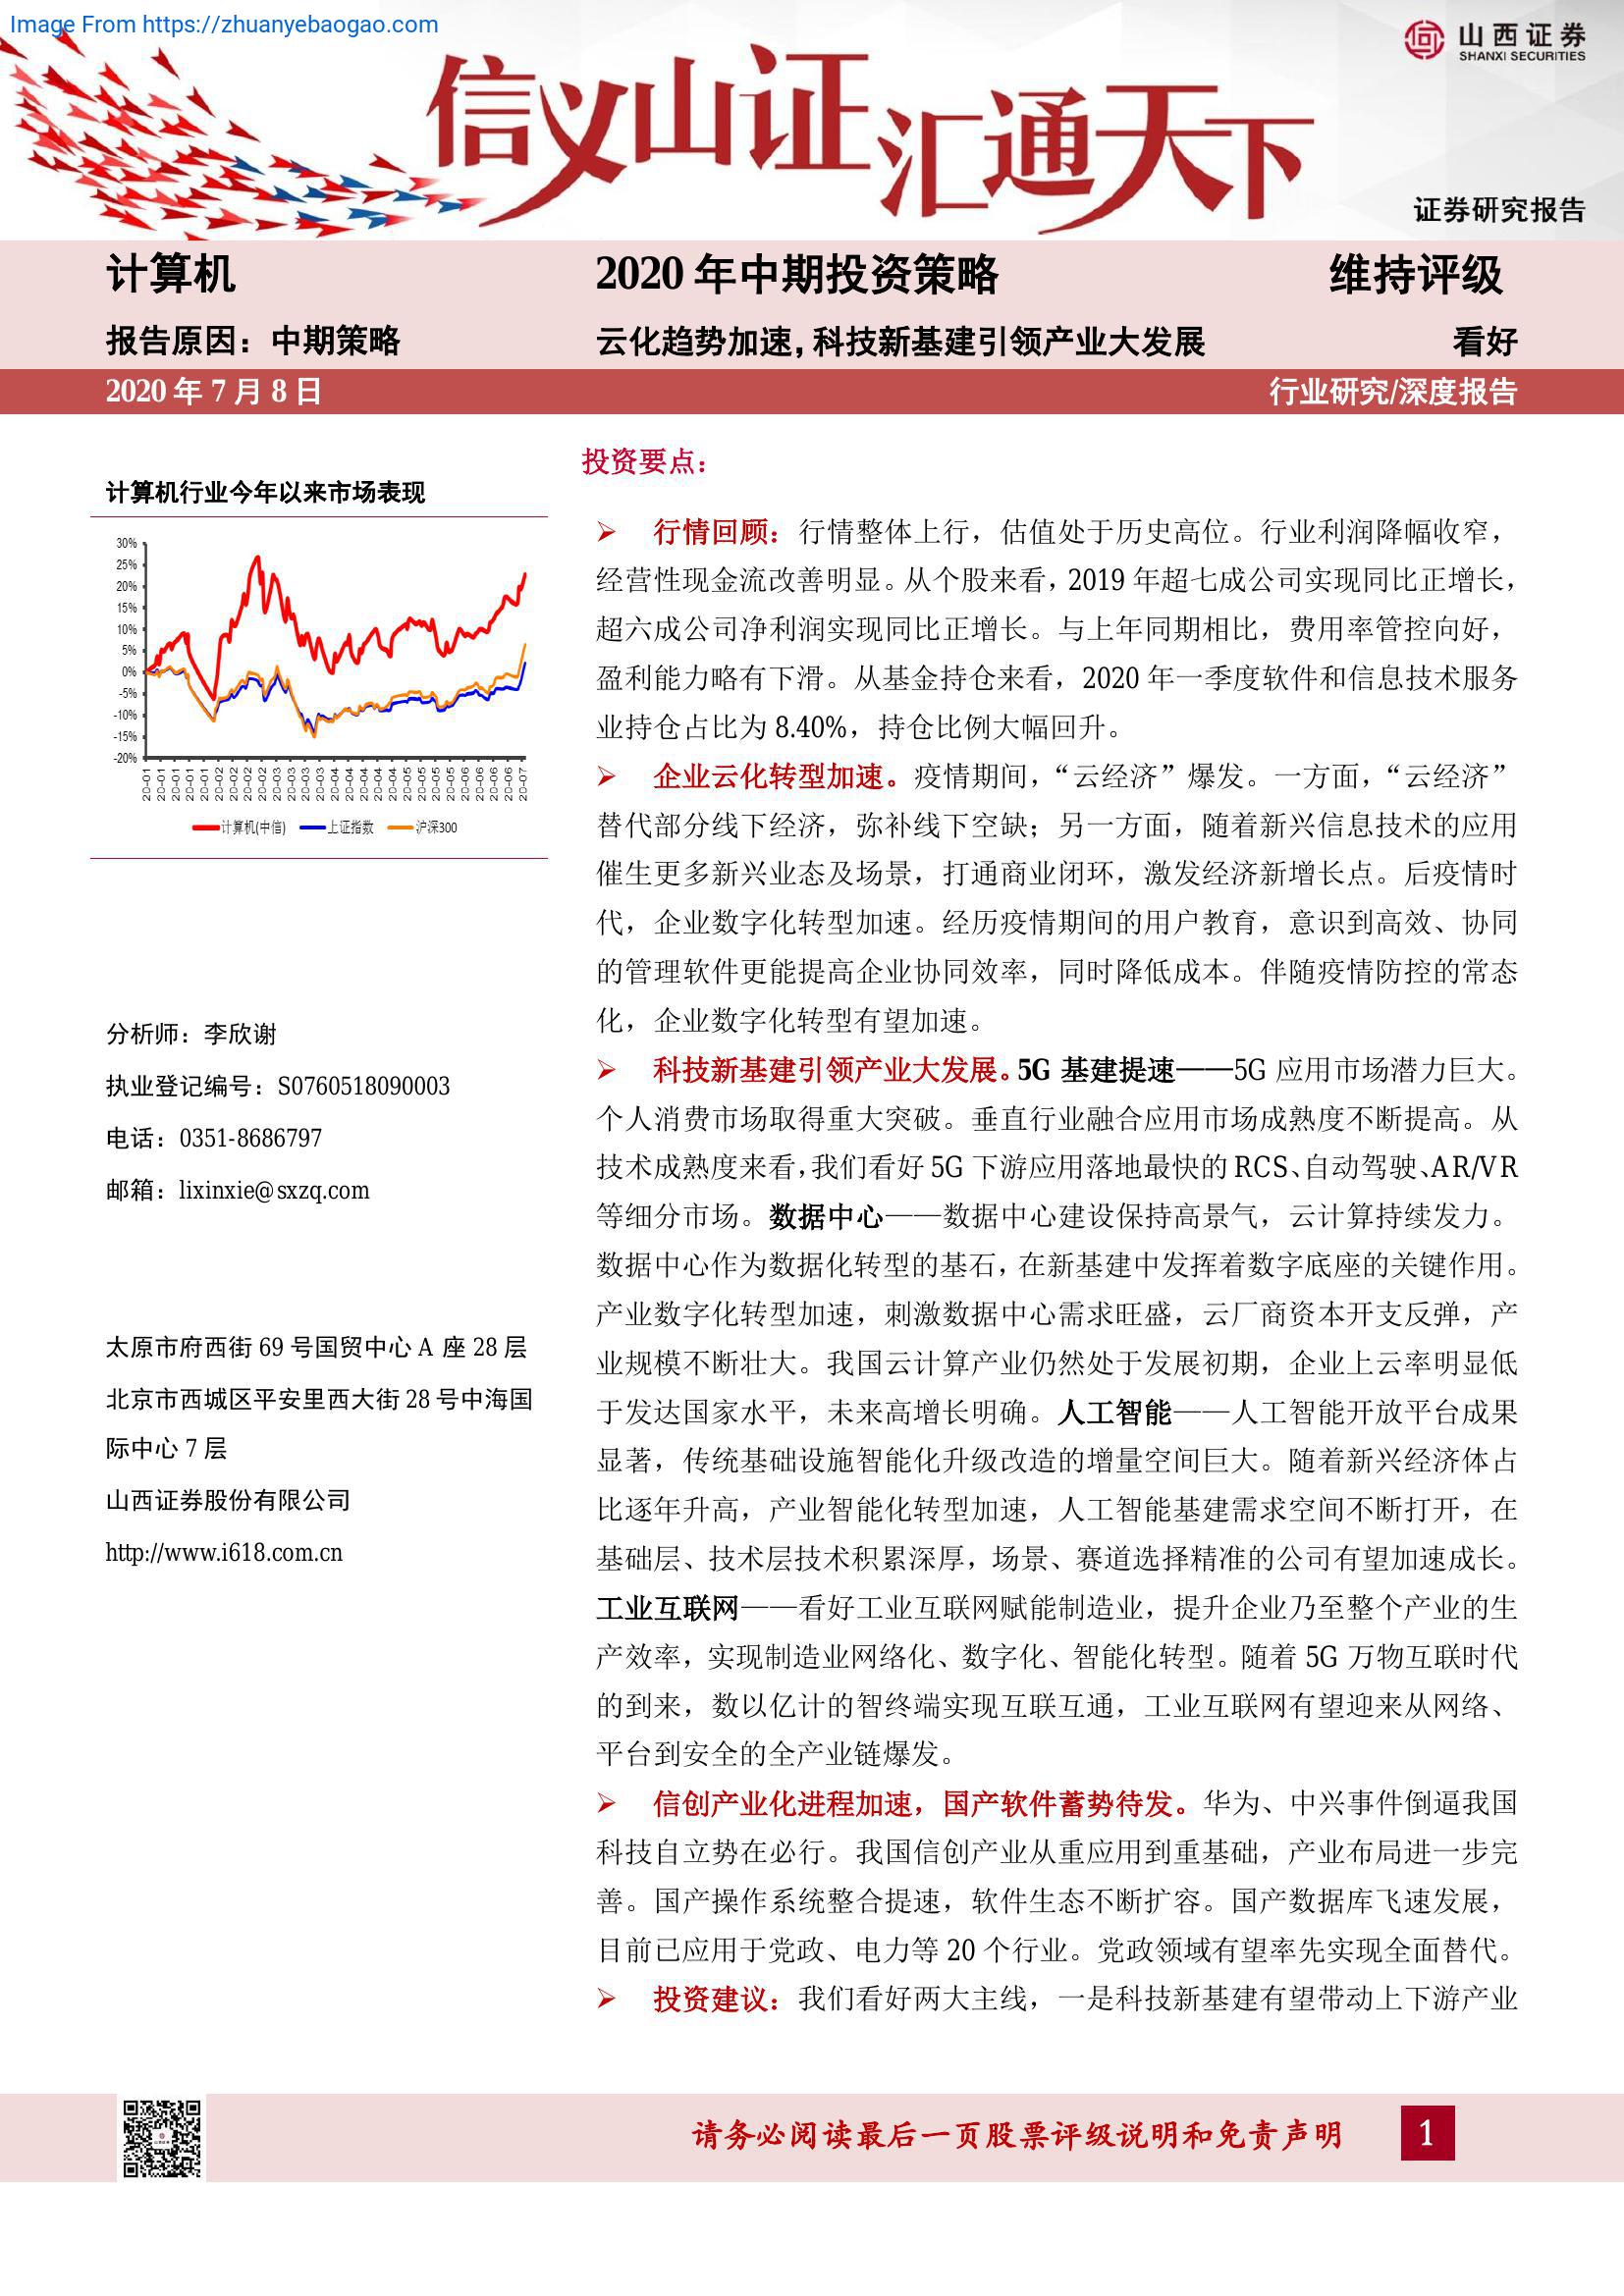 Image From https://zhuanyebaogao.com
山西证券
SHANXI SECURITIES
信义山证汇通天下
证券研究报告
计算机
2020 年中期投资策略
维持评级
报告原因：中期策略
云化趋势加速，科技新基建引领产业大发展
看好
2020 年 7 月 8 日
行业研究/深度报告
计算机行业今年以来市场表现
30%
25%
20%
15%
10%
5%
0%
-5%
-10%
-15%
-20%
20-01 20-01 20-01 20-01 20-01 20-02 20-02 20-02 20-02 20-03 20-03 20-03 20-03 20-04 20-04 20-04 20-04 20-04 20-05 20-05 20-05 20-05 20-06 20-06 20-06 20-06 20-07
计算机(中信) 上证指数 沪深300
分析师：李欣谢
执业登记编号：S0760518090003
电话：0351-8686797
邮箱：lixinxie@sxzq.com
太原市府西街 69 号国贸中心 A 座 28 层
北京市西城区平安里西大街 28 号中海国
际中心 7 层
山西证券股份有限公司
http://www.i618.com.cn
投资要点：
➢ 行情回顾：行情整体上行，估值处于历史高位。行业利润降幅收窄，
经营性现金流改善明显。从个股来看，2019 年超七成公司实现同比正增长，
超六成公司净利润实现同比正增长。与上年同期相比，费用率管控向好，
盈利能力略有下滑。从基金持仓来看，2020 年一季度软件和信息技术服务
业持仓占比为 8.40%，持仓比例大幅回升。
➢ 企业云化转型加速。疫情期间，“云经济”爆发。一方面，“云经济”
替代部分线下经济，弥补线下空缺；另一方面，随着新兴信息技术的应用
催生更多新兴业态及场景，打通商业闭环，激发经济新增长点。后疫情时
代，企业数字化转型加速。经历疫情期间的用户教育，意识到高效、协同
的管理软件更能提高企业协同效率，同时降低成本。伴随疫情防控的常态
化，企业数字化转型有望加速。
➢ 科技新基建引领产业大发展。5G 基建提速——5G 应用市场潜力巨大。
个人消费市场取得重大突破。垂直行业融合应用市场成熟度不断提高。从
技术成熟度来看，我们看好 5G 下游应用落地最快的 RCS、自动驾驶、AR/VR
等细分市场。数据中心——数据中心建设保持高景气，云计算持续发力。
数据中心作为数据化转型的基石，在新基建中发挥着数字底座的关键作用。
产业数字化转型加速，刺激数据中心需求旺盛，云厂商资本开支反弹，产
业规模不断壮大。我国云计算产业仍然处于发展初期，企业上云率明显低
于发达国家水平，未来高增长明确。人工智能——人工智能开放平台成果
显著，传统基础设施智能化升级改造的增量空间巨大。随着新兴经济体占
比逐年升高，产业智能化转型加速，人工智能基建需求空间不断打开，在
基础层、技术层技术积累深厚，场景、赛道选择精准的公司有望加速成长。
工业互联网——看好工业互联网赋能制造业，提升企业乃至整个产业的生
产效率，实现制造业网络化、数字化、智能化转型。随着 5G 万物互联时代
的到来，数以亿计的智终端实现互联互通，工业互联网有望迎来从网络、
平台到安全的全产业链爆发。
➢ 信创产业化进程加速，国产软件蓄势待发。华为、中兴事件倒逼我国
科技自立势在必行。我国信创产业从重应用到重基础，产业布局进一步完
善。国产操作系统整合提速，软件生态不断扩容。国产数据库飞速发展，
目前已应用于党政、电力等 20 个行业。党政领域有望率先实现全面替代。
➢ 投资建议：我们看好两大主线，一是科技新基建有望带动上下游产业
请务必阅读最后一页股票评级说明和免责声明
1